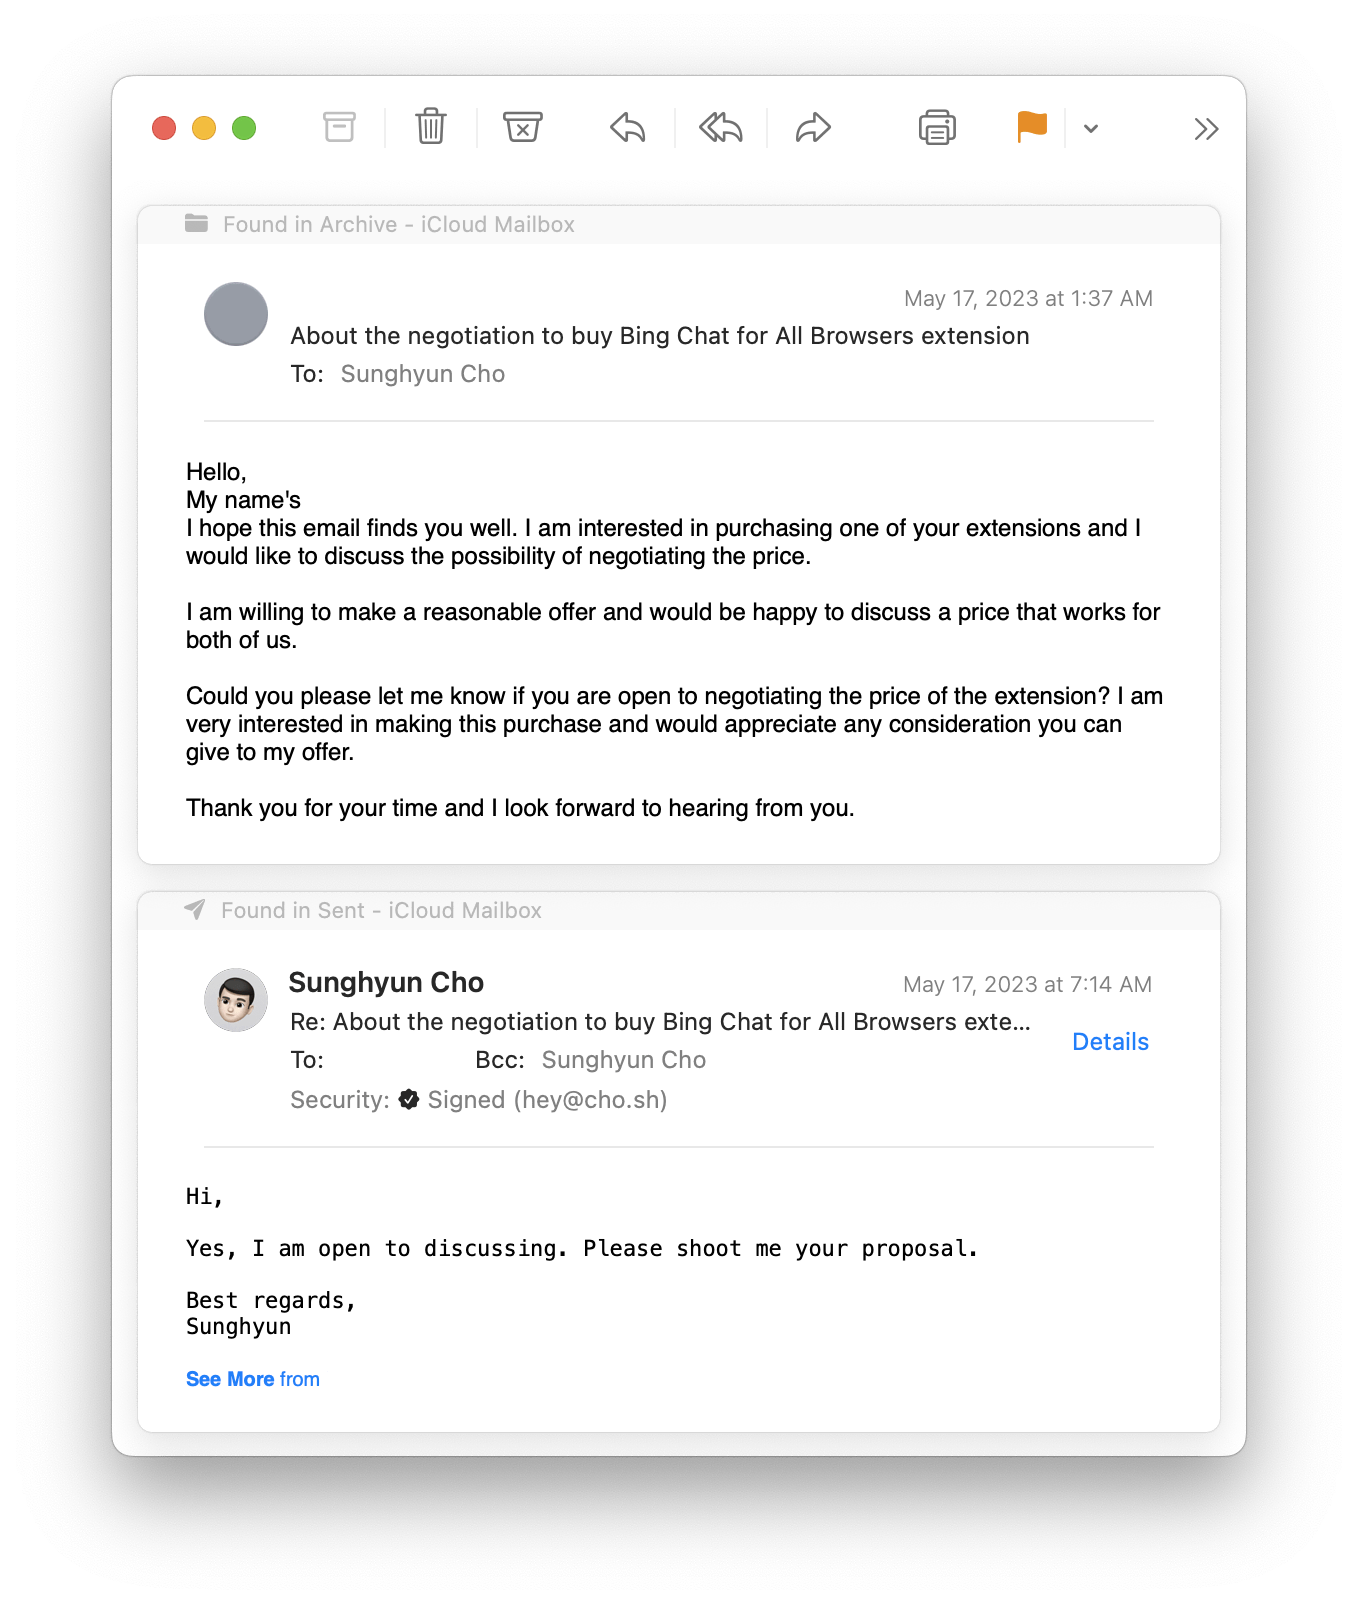 Found in Archive - iCloud Mailbox
May 17, 2023 at 1:37 AM
About the negotiation to buy Bing Chat for All Browsers extension
To: Sunghyun Cho
Hello,
My name's
I hope this email finds you well. I am interested in purchasing one of your extensions and I
would like to discuss the possibility of negotiating the price.
I am willing to make a reasonable offer and would be happy to discuss a price that works for
both of us.
Could you please let me know if you are open to negotiating the price of the extension? I am
very interested in making this purchase and would appreciate any consideration you can
give to my offer.
Thank you for your time and I look forward to hearing from you.
Found in Sent - iCloud Mailbox
Sunghyun Cho
May 17, 2023 at 7:14 AM
Re: About the negotiation to buy Bing Chat for All Browsers exte...
Details
To: Bcc: Sunghyun Cho
Security: Signed (hey@cho.sh)
Hi,
Yes, I am open to discussing. Please shoot me your proposal.
Best regards,
Sunghyun
See More from